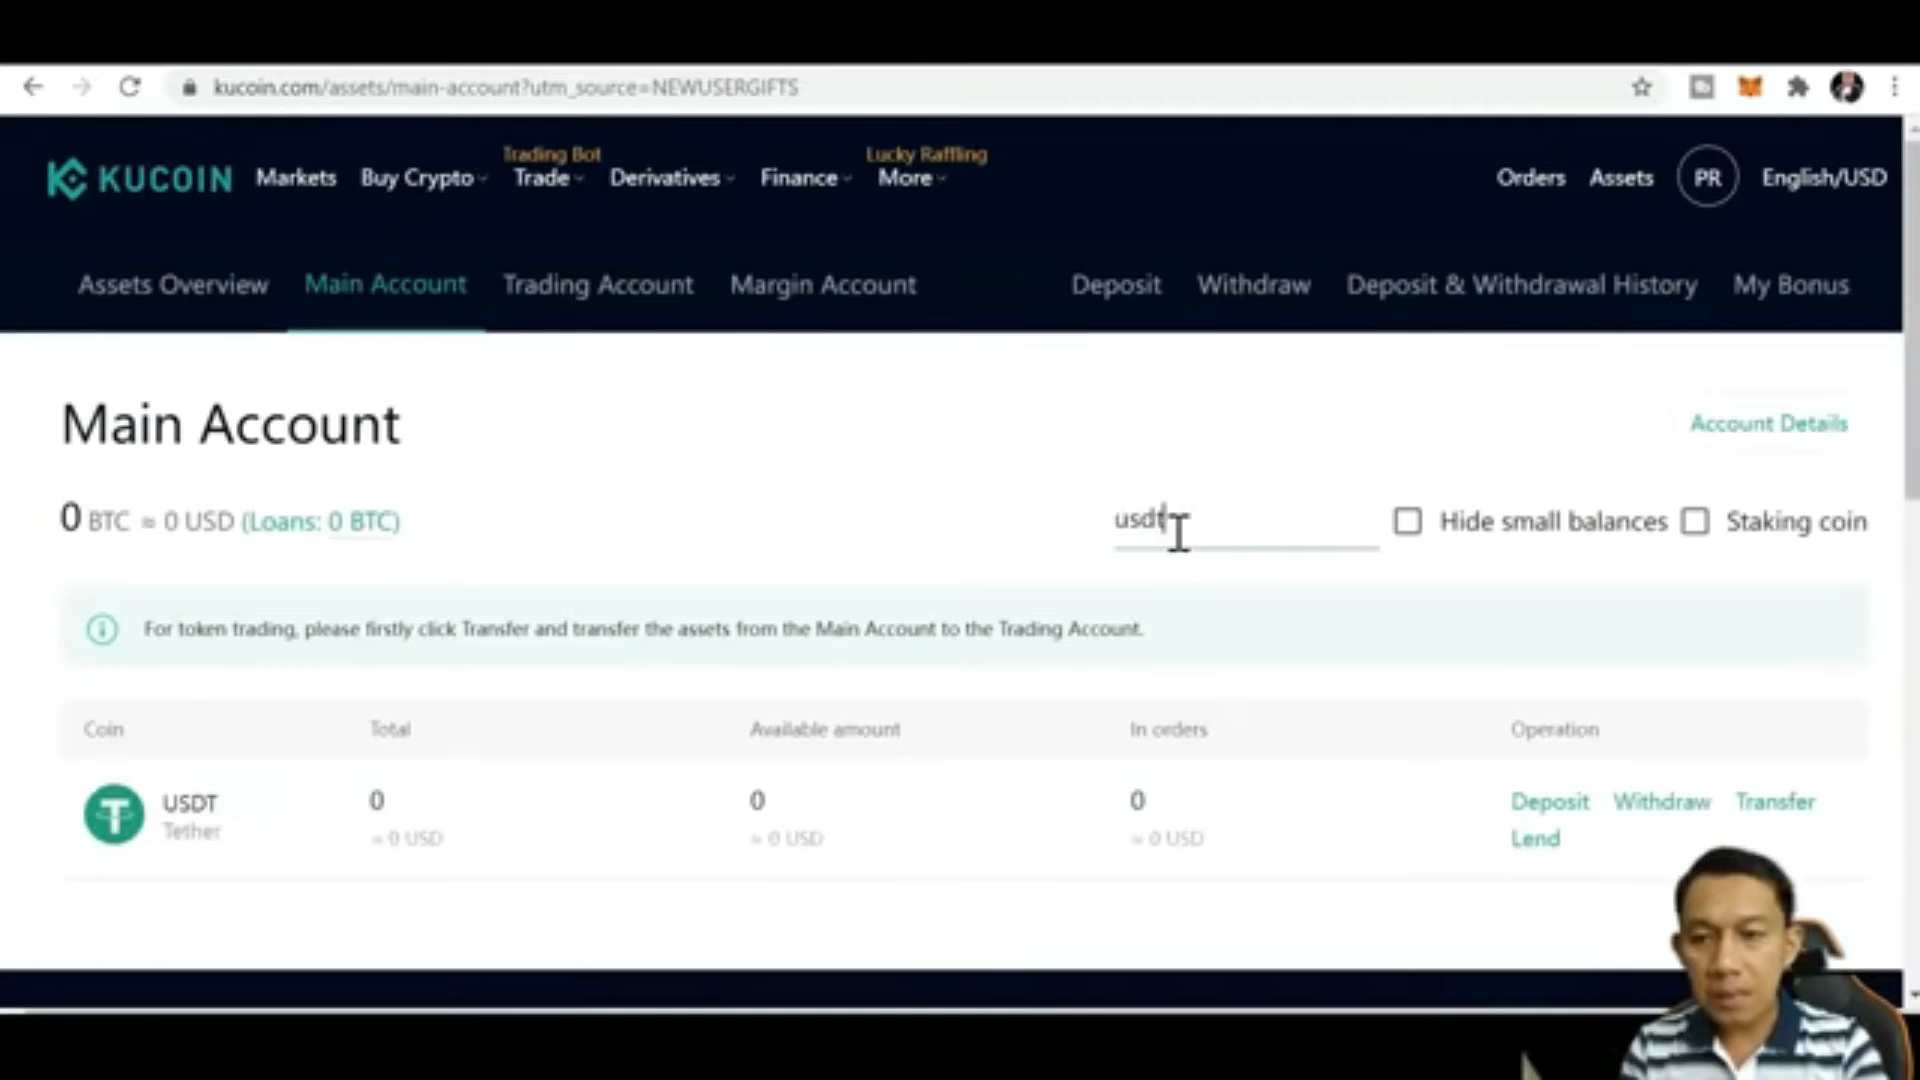 kucoin.com/assets/main-account?utm_source=NEWUSERGIFTS
Trading Bot
Lucky Raffling
KUCOIN Markets Buy Crypto Trade Derivatives Finance More Orders Assets PR English/USD
Assets Overview Main Account Trading Account Margin Account Deposit Withdraw Deposit & Withdrawal History My Bonus
Main Account
Account Details
0 BTC ≈ 0 USD (Loans: 0 BTC)
usdt
Hide small balances
Staking coin
For token trading, please firstly click Transfer and transfer the assets from the Main Account to the Trading Account.
Coin Total Available amount In orders Operation
USDT 0 0 0 Deposit Withdraw Transfer
Tether ≈ 0 USD ≈ 0 USD ≈ 0 USD Lend